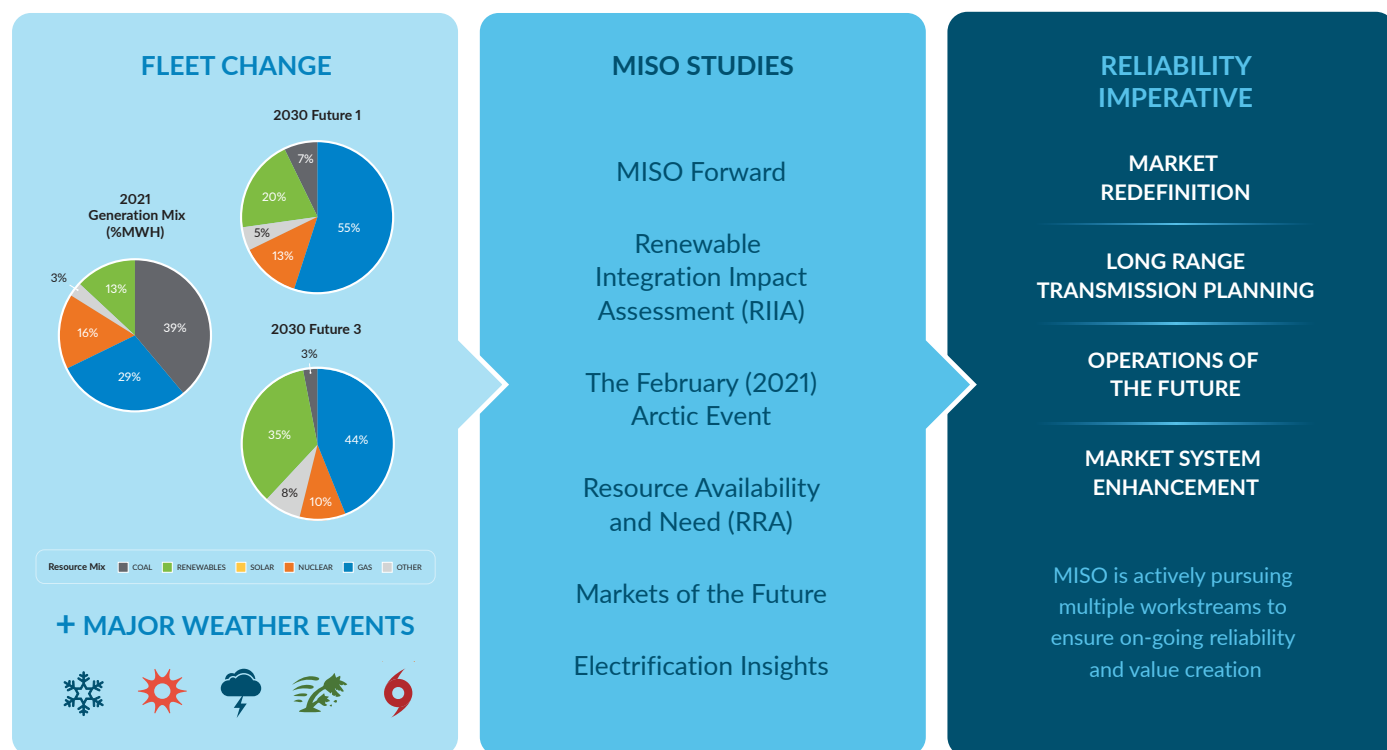 FLEET CHANGE
2030 Future 1
7%
20%
55%
5%
13%
2021
Generation Mix
(%MWH)
3%
13%
39%
16%
29%
2030 Future 3
3%
35%
44%
8%
10%
Resource Mix COAL RENEWABLES SOLAR NUCLEAR GAS OTHER
+ MAJOR WEATHER EVENTS
MISO STUDIES
MISO Forward
Renewable
Integration Impact
Assessment (RIIA)
The February (2021)
Arctic Event
Resource Availability
and Need (RRA)
Markets of the Future
Electrification Insights
RELIABILITY
IMPERATIVE
MARKET
REDEFINITION
LONG RANGE
TRANSMISSION PLANNING
OPERATIONS OF
THE FUTURE
MARKET SYSTEM
ENHANCEMENT
MISO is actively pursuing
multiple workstreams to
ensure on-going reliability
and value creation